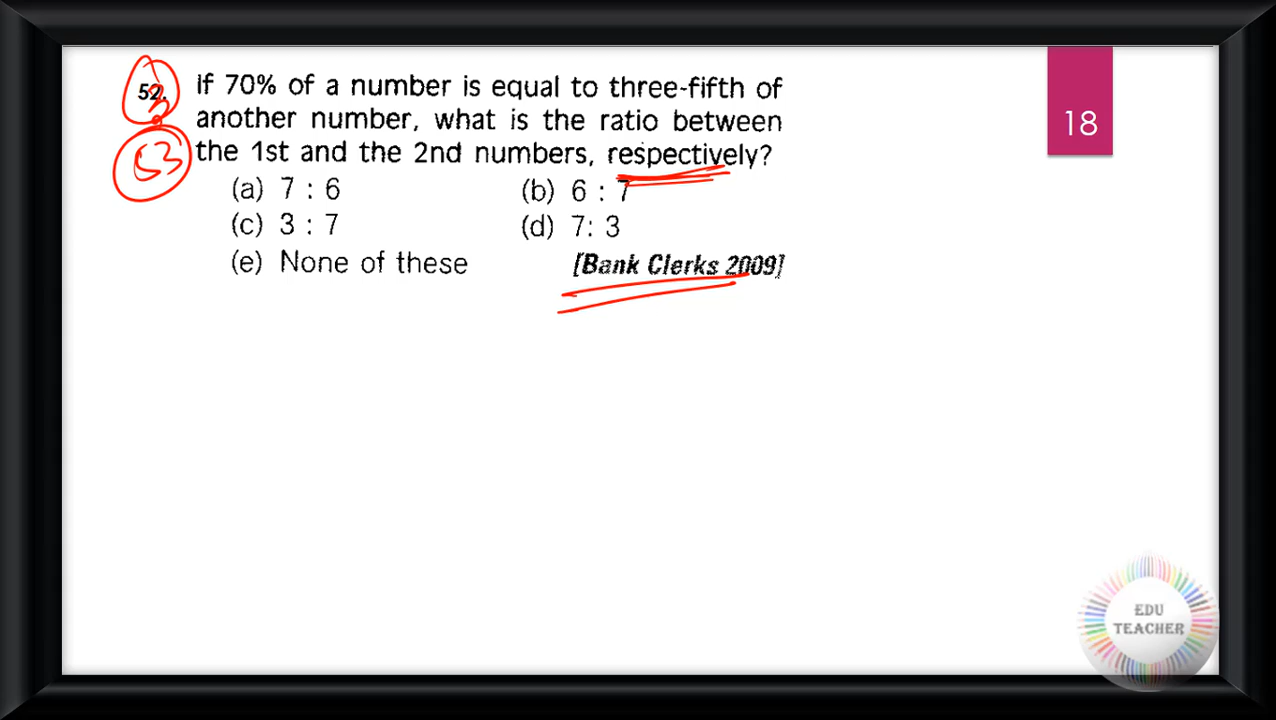 52. If 70% of a number is equal to three-fifth of
53
another number, what is the ratio between
the 1st and the 2nd numbers, respectively?
(a) 7 : 6 (b) 6 : 7
(c) 3 : 7 (d) 7: 3
(e) None of these [Bank Clerks 2009]
18
EDU
TEACHER